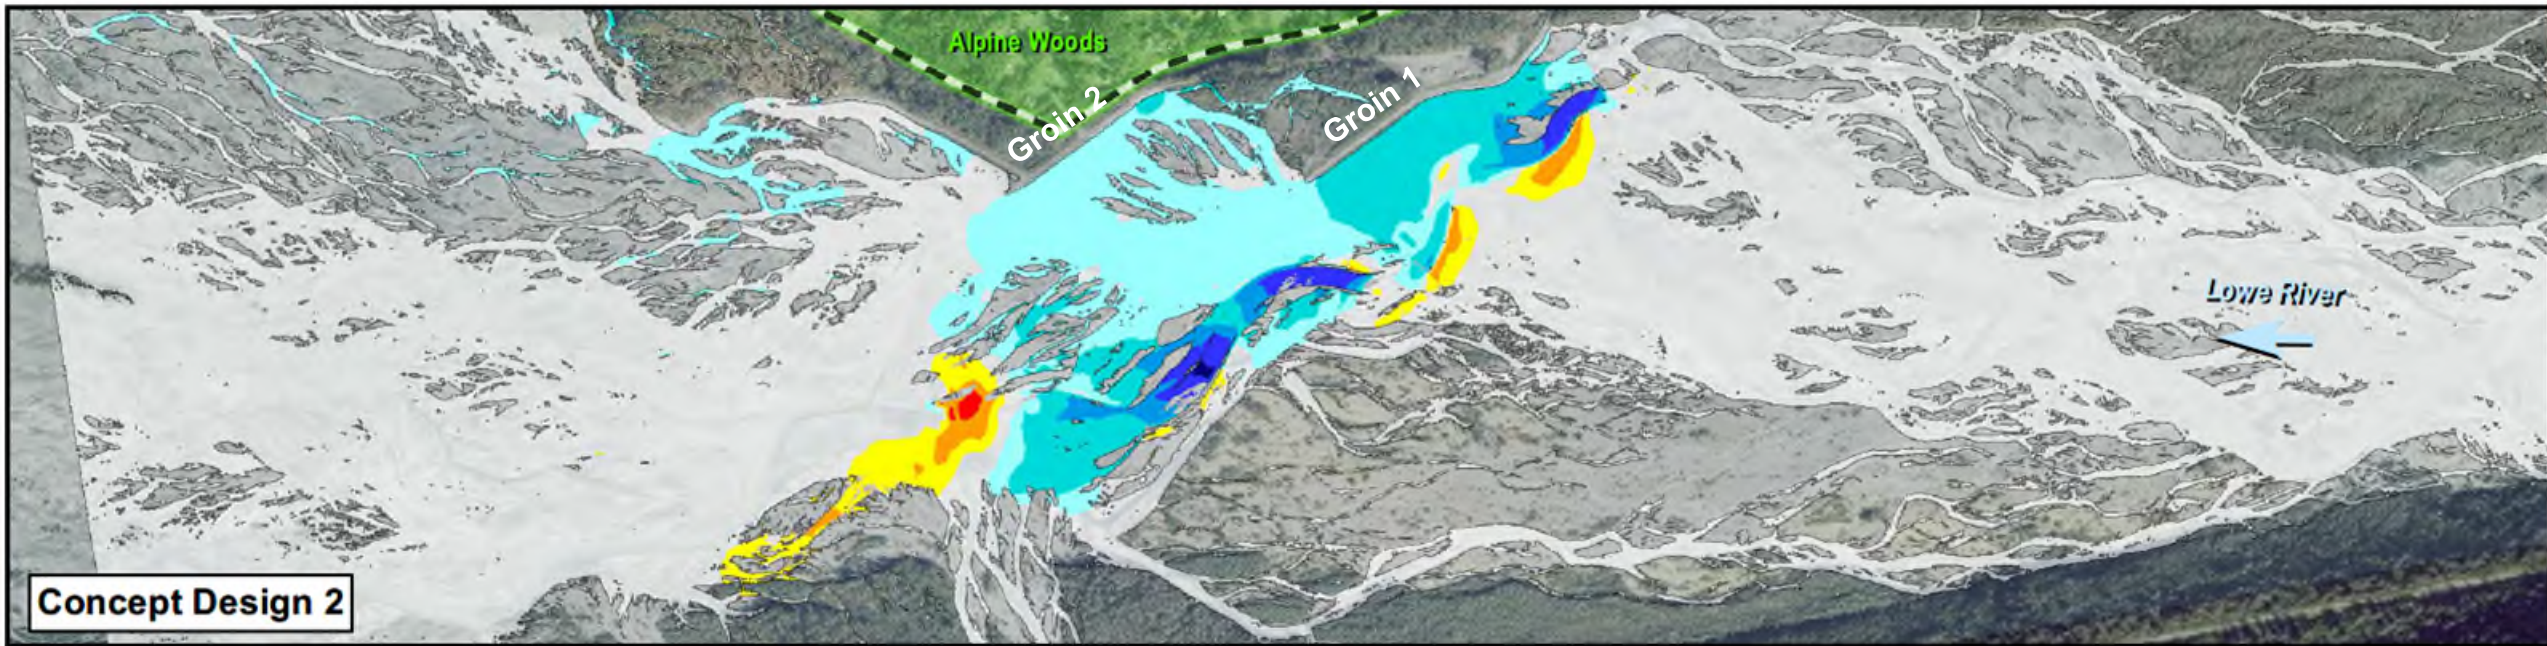 Alpine Woods
Groin 2
Groin 1
Lowe River
Concept Design 2